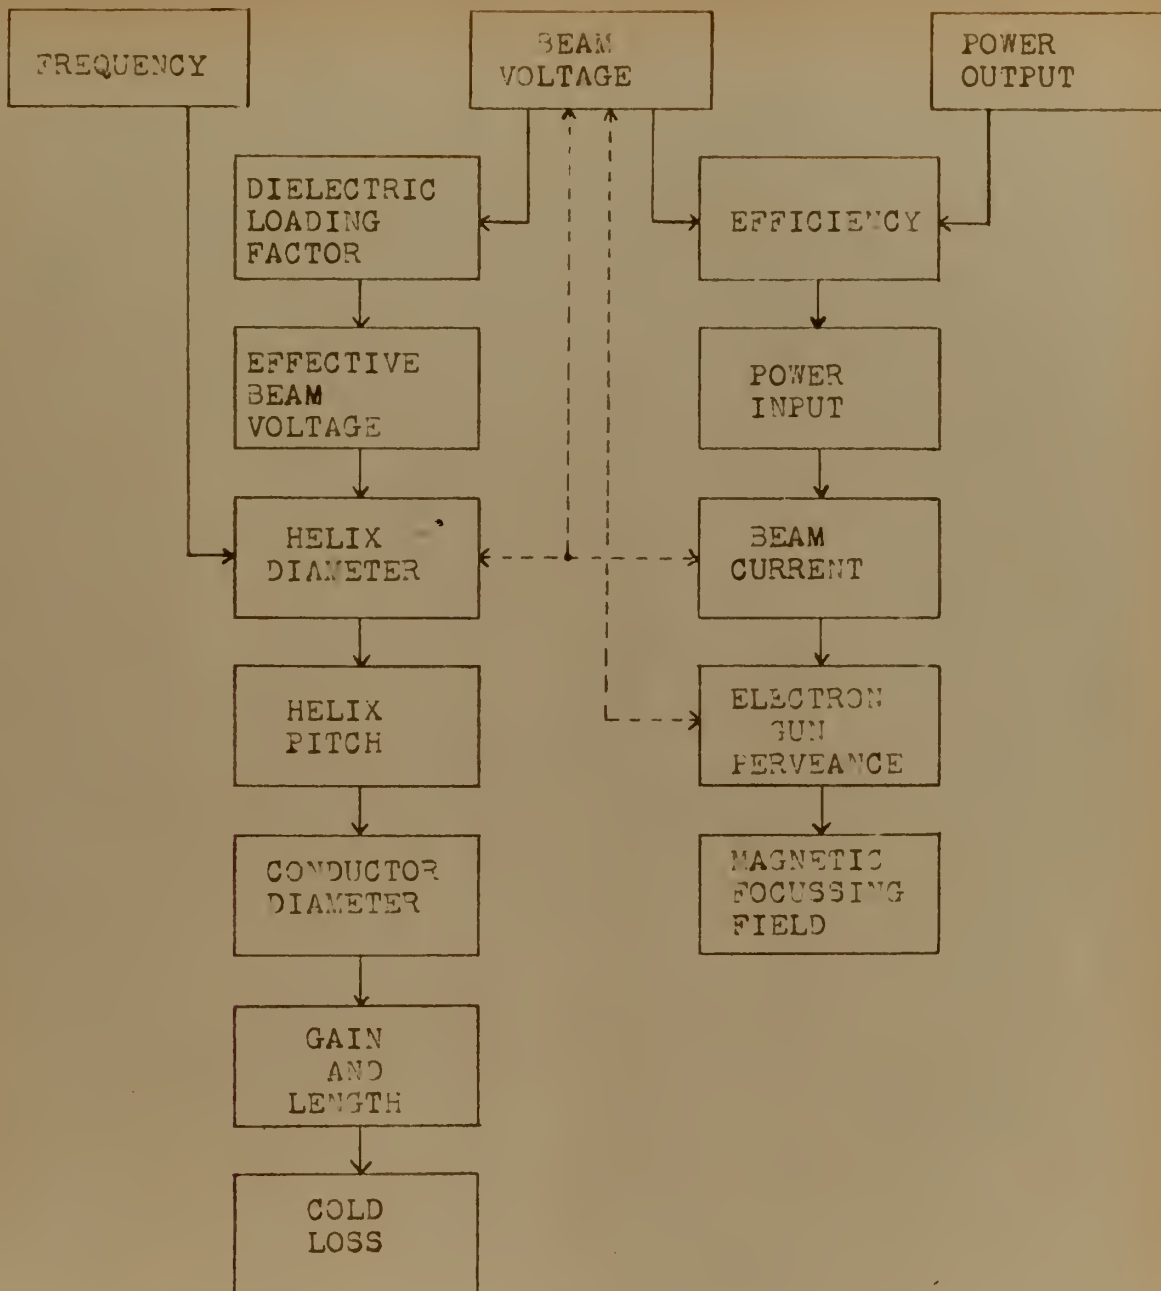 FREQUENCY
BEAM
VOLTAGE
POWER
OUTPUT
DIELECTRIC
LOADING
FACTOR
EFFICIENCY
EFFECTIVE
BEAM
VOLTAGE
POWER
INPUT
HELIX
DIAMETER
BEAM
CURRENT
HELIX
PITCH
ELECTRON
GUN
PERVEANCE
CONDUCTOR
DIAMETER
MAGNETIC
FOCUSSING
FIELD
GAIN
AND
LENGTH
COLD
LOSS